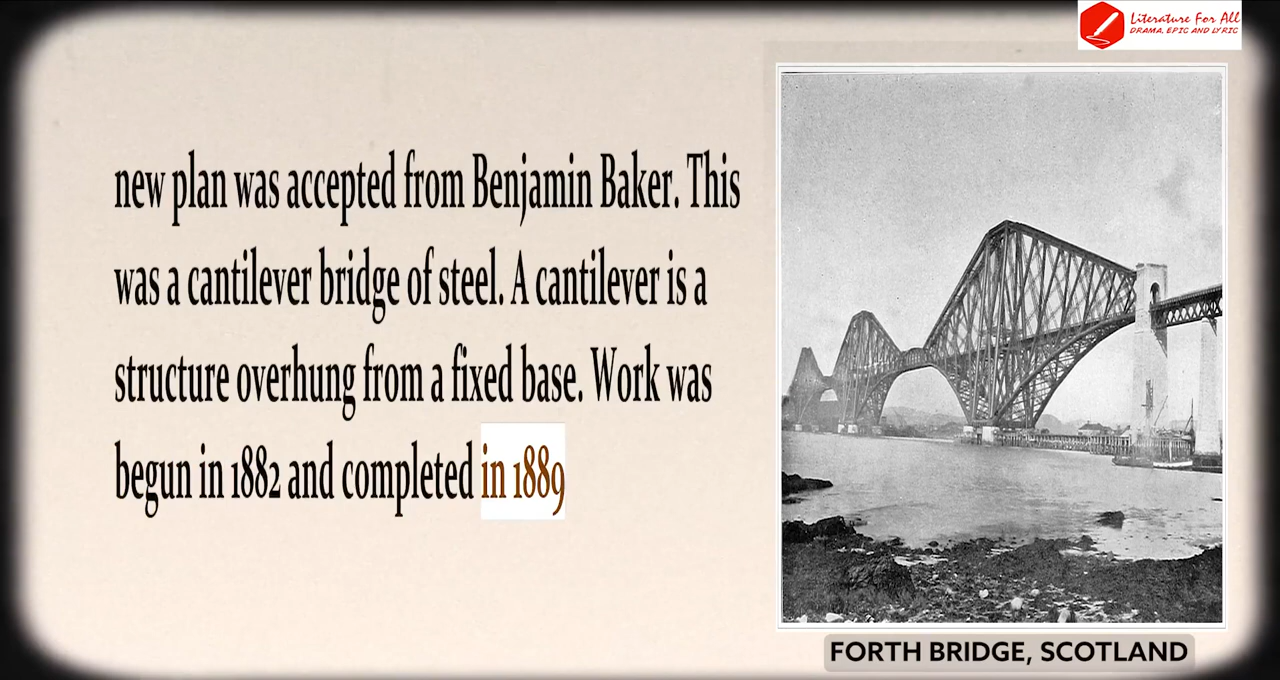 Literature For All
DRAMA, EPIC AND LYRIC
new plan was accepted from Benjamin Baker. This
was a cantilever bridge of steel. A cantilever is a
structure overhung from a fixed base. Work was
begun in 1882 and completed in 1889
FORTH BRIDGE, SCOTLAND